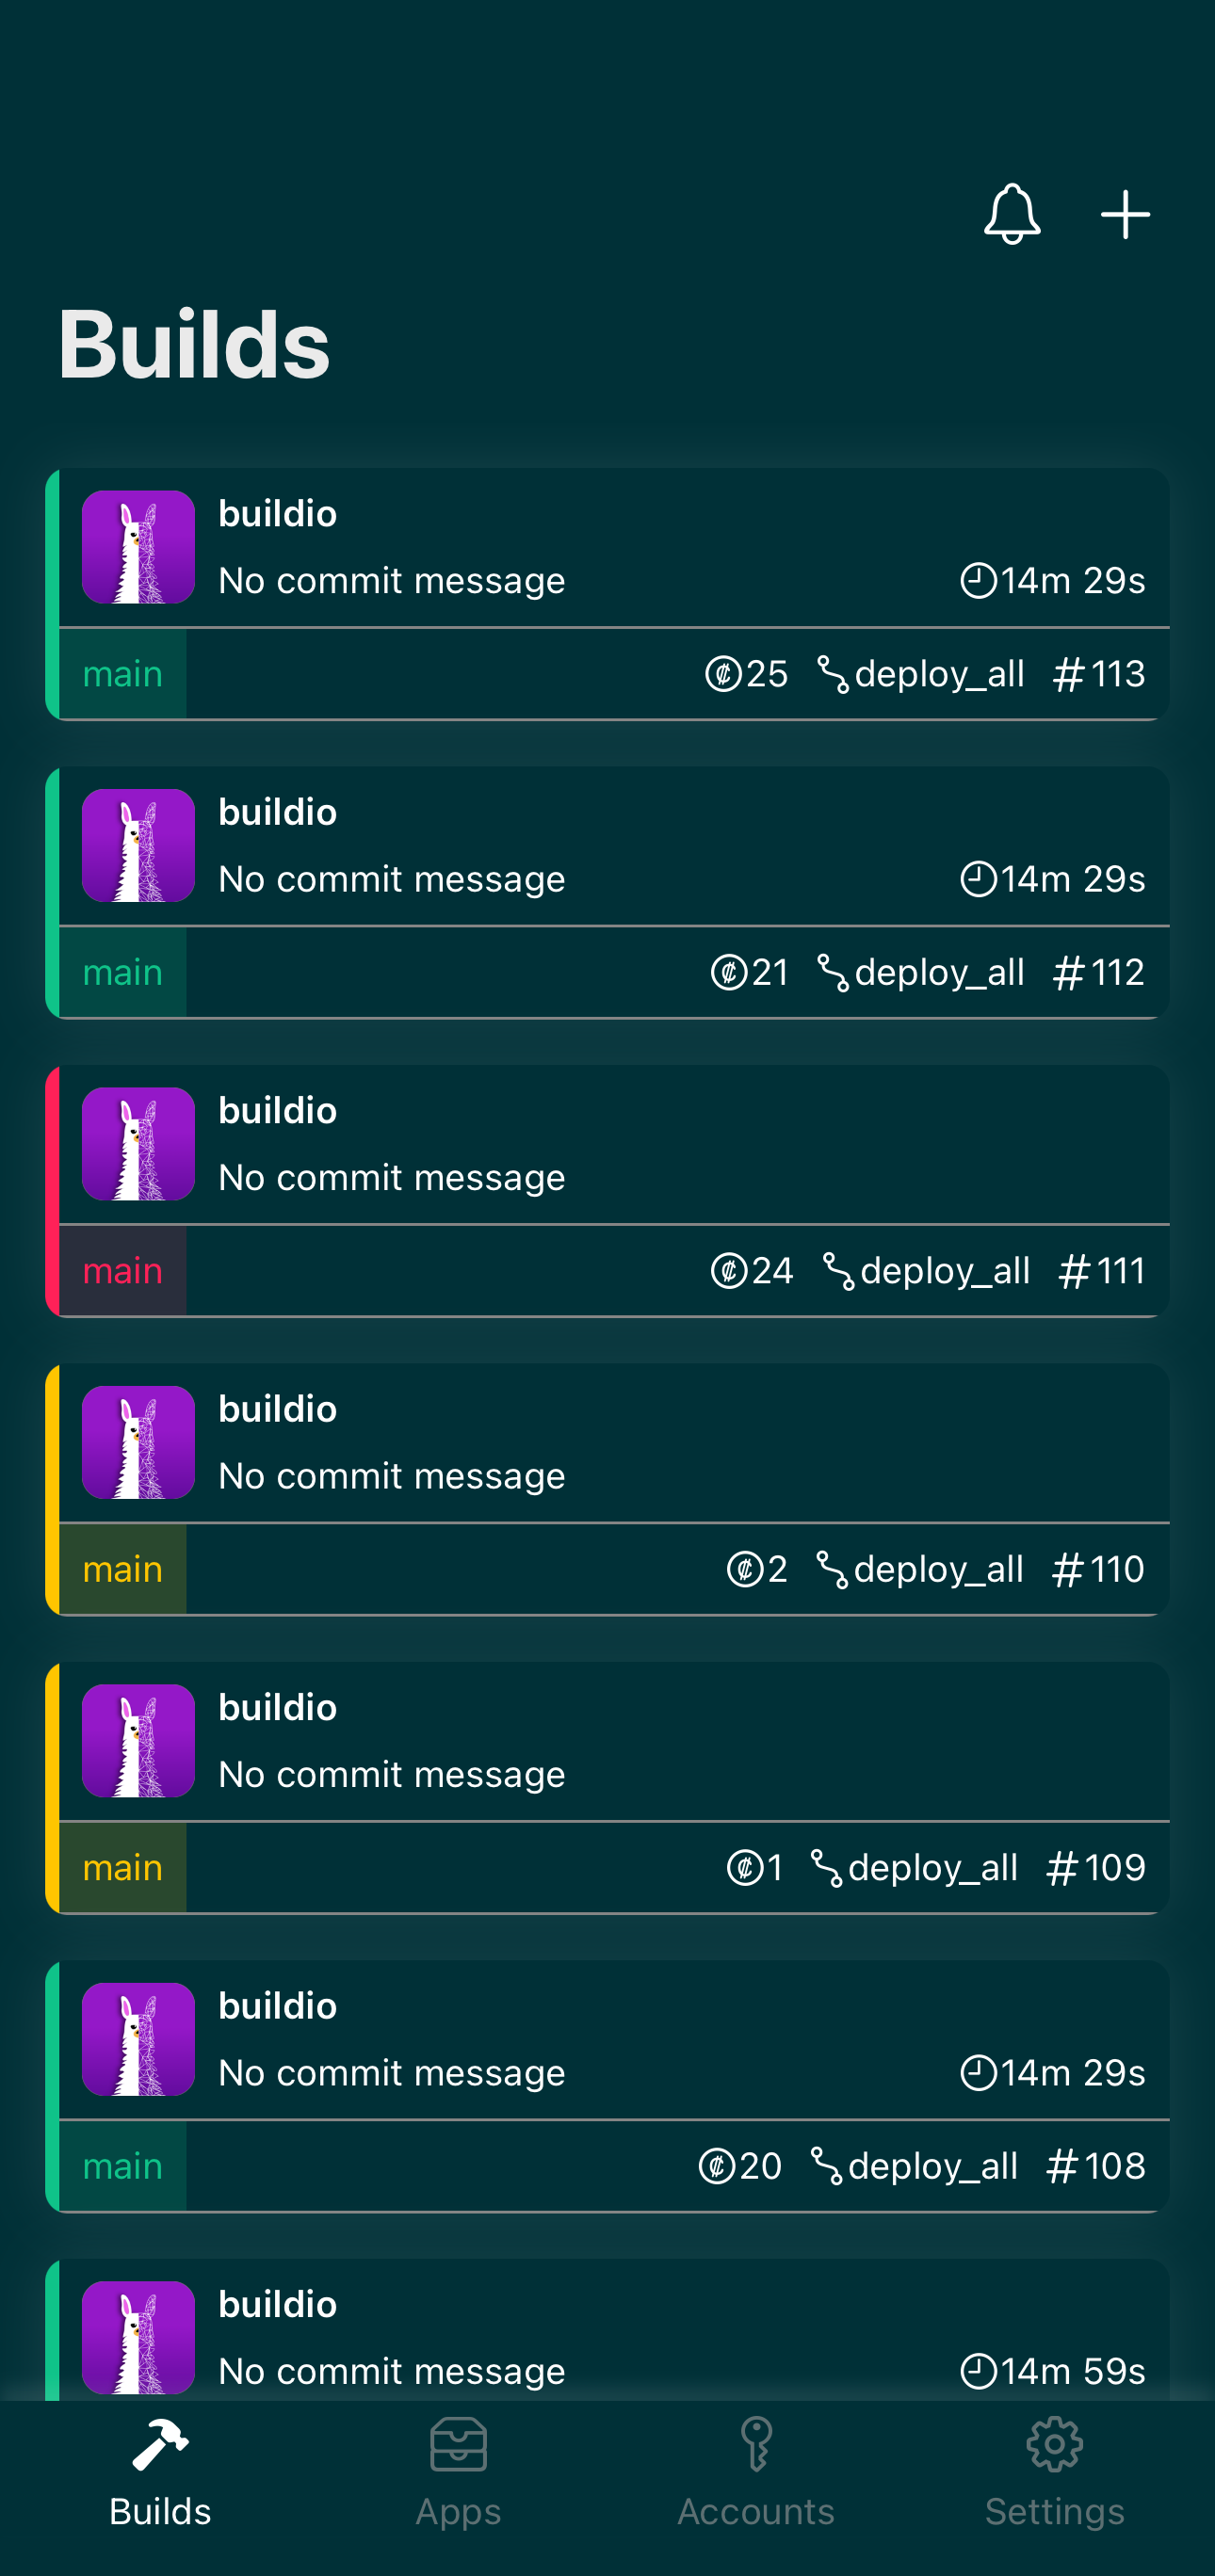 Builds
buildio
No commit message 14m 29s
main 25 deploy_all #113
buildio
No commit message 14m 29s
main 21 deploy_all #112
buildio
No commit message
main 24 deploy_all #111
buildio
No commit message
main 2 deploy_all #110
buildio
No commit message
main 1 deploy_all #109
buildio
No commit message 14m 29s
main 20 deploy_all #108
buildio
No commit message 14m 59s
Builds Apps Accounts Settings